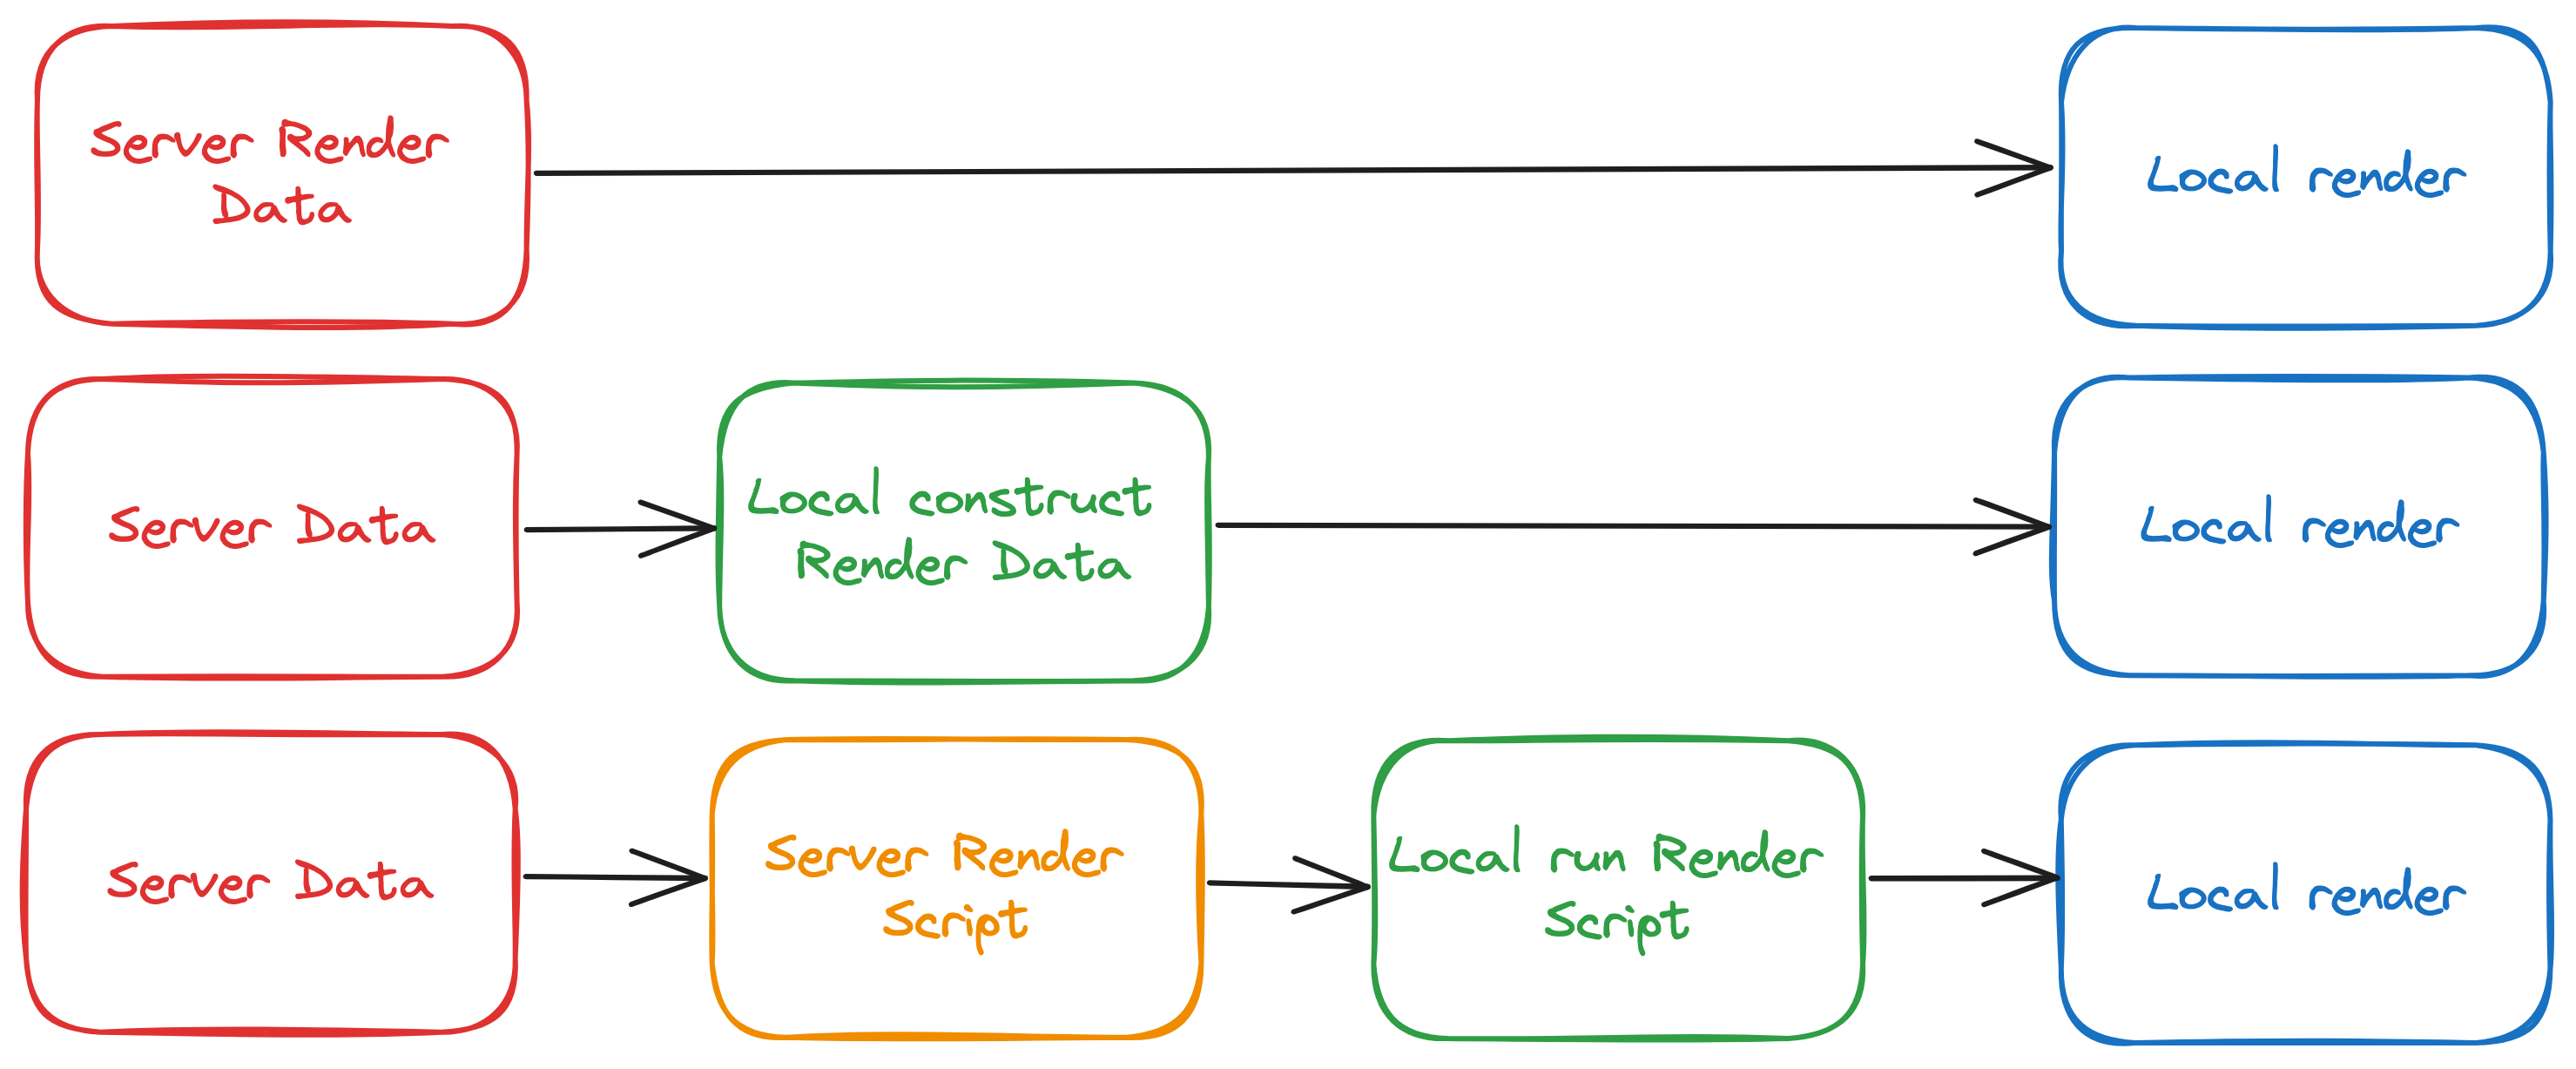 Server Render
Data
Local render
Server Data
Local construct
Render Data
Local render
Server Data
Server Render
Script
Local run Render
Script
Local render